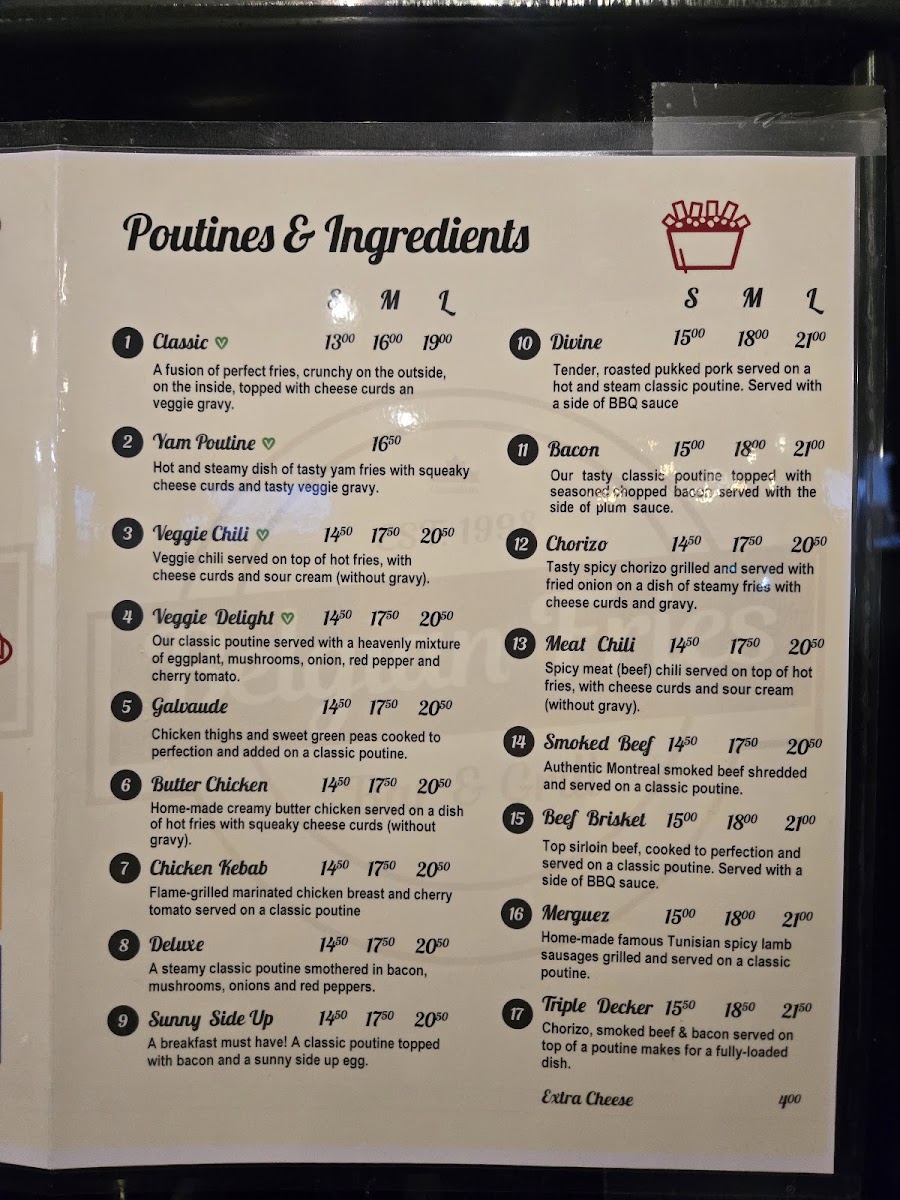 Poutines & Ingredients
S M L
1 Classic 13⁰⁰ 16⁰⁰ 19⁰⁰
A fusion of perfect fries, crunchy on the outside,
on the inside, topped with cheese curds an
veggie gravy.
2 Yam Poutine 16⁵⁰
Hot and steamy dish of tasty yam fries with squeaky
cheese curds and tasty veggie gravy.
3 Veggie Chili 14⁵⁰ 17⁵⁰ 20⁵⁰
Veggie chili served on top of hot fries, with
cheese curds and sour cream (without gravy).
4 Veggie Delight 14⁵⁰ 17⁵⁰ 20⁵⁰
Our classic poutine served with a heavenly mixture
of eggplant, mushrooms, onion, red pepper and
cherry tomato.
5 Galvaude 14⁵⁰ 17⁵⁰ 20⁵⁰
Chicken thighs and sweet green peas cooked to
perfection and added on a classic poutine.
6 Butter Chicken 14⁵⁰ 17⁵⁰ 20⁵⁰
Home-made creamy butter chicken served on a dish
of hot fries with squeaky cheese curds (without
gravy).
7 Chicken Kebab 14⁵⁰ 17⁵⁰ 20⁵⁰
Flame-grilled marinated chicken breast and cherry
tomato served on a classic poutine
8 Deluxe 14⁵⁰ 17⁵⁰ 20⁵⁰
A steamy classic poutine smothered in bacon,
mushrooms, onions and red peppers.
9 Sunny Side Up 14⁵⁰ 17⁵⁰ 20⁵⁰
A breakfast must have! A classic poutine topped
with bacon and a sunny side up egg.
S M L
10 Divine 15⁰⁰ 18⁰⁰ 21⁰⁰
Tender, roasted pukked pork served on a
hot and steam classic poutine. Served with
a side of BBQ sauce
11 Bacon 15⁰⁰ 18⁰⁰ 21⁰⁰
Our tasty classic poutine topped with
seasoned chopped bacon served with the
side of plum sauce.
12 Chorizo 14⁵⁰ 17⁵⁰ 20⁵⁰
Tasty spicy chorizo grilled and served with
fried onion on a dish of steamy fries with
cheese curds and gravy.
13 Meat Chili 14⁵⁰ 17⁵⁰ 20⁵⁰
Spicy meat (beef) chili served on top of hot
fries, with cheese curds and sour cream
(without gravy).
14 Smoked Beef 14⁵⁰ 17⁵⁰ 20⁵⁰
Authentic Montreal smoked beef shredded
and served on a classic poutine.
15 Beef Brisket 15⁰⁰ 18⁰⁰ 21⁰⁰
Top sirloin beef, cooked to perfection and
served on a classic poutine. Served with a
side of BBQ sauce.
16 Merguez 15⁰⁰ 18⁰⁰ 21⁰⁰
Home-made famous Tunisian spicy lamb
sausages grilled and served on a classic
poutine.
17 Triple Decker 15⁵⁰ 18⁵⁰ 21⁵⁰
Chorizo, smoked beef & bacon served on
top of a poutine makes for a fully-loaded
dish.
Extra Cheese 4⁰⁰